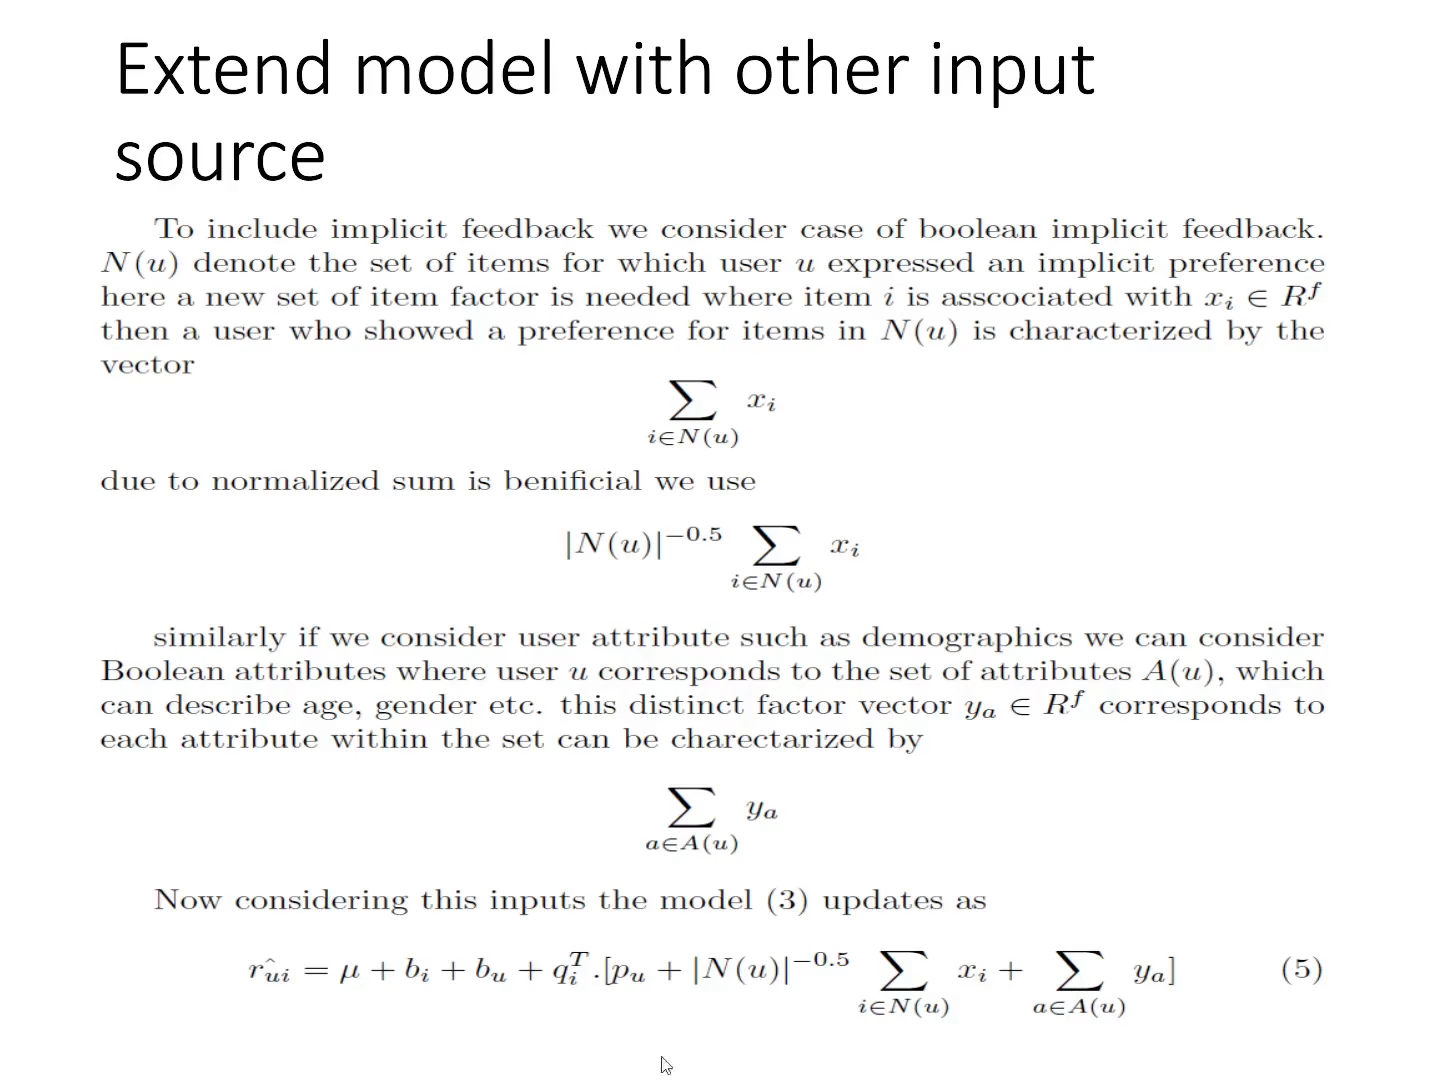 Extend model with other input
source
To include implicit feedback we consider case of boolean implicit feedback.
N(u) denote the set of items for which user u expressed an implicit preference
here a new set of item factor is needed where item i is asscociated with x_i ∈ R^f
then a user who showed a preference for items in N(u) is characterized by the
vector
∑_{i∈N(u)} x_i
due to normalized sum is benificial we use
|N(u)|^{−0.5} ∑_{i∈N(u)} x_i
similarly if we consider user attribute such as demographics we can consider
Boolean attributes where user u corresponds to the set of attributes A(u), which
can describe age, gender etc. this distinct factor vector y_a ∈ R^f corresponds to
each attribute within the set can be charectarized by
∑_{a∈A(u)} y_a
Now considering this inputs the model (3) updates as
r̂_{ui} = μ + b_i + b_u + q_i^T.[p_u + |N(u)|^{−0.5} ∑_{i∈N(u)} x_i + ∑_{a∈A(u)} y_a] (5)